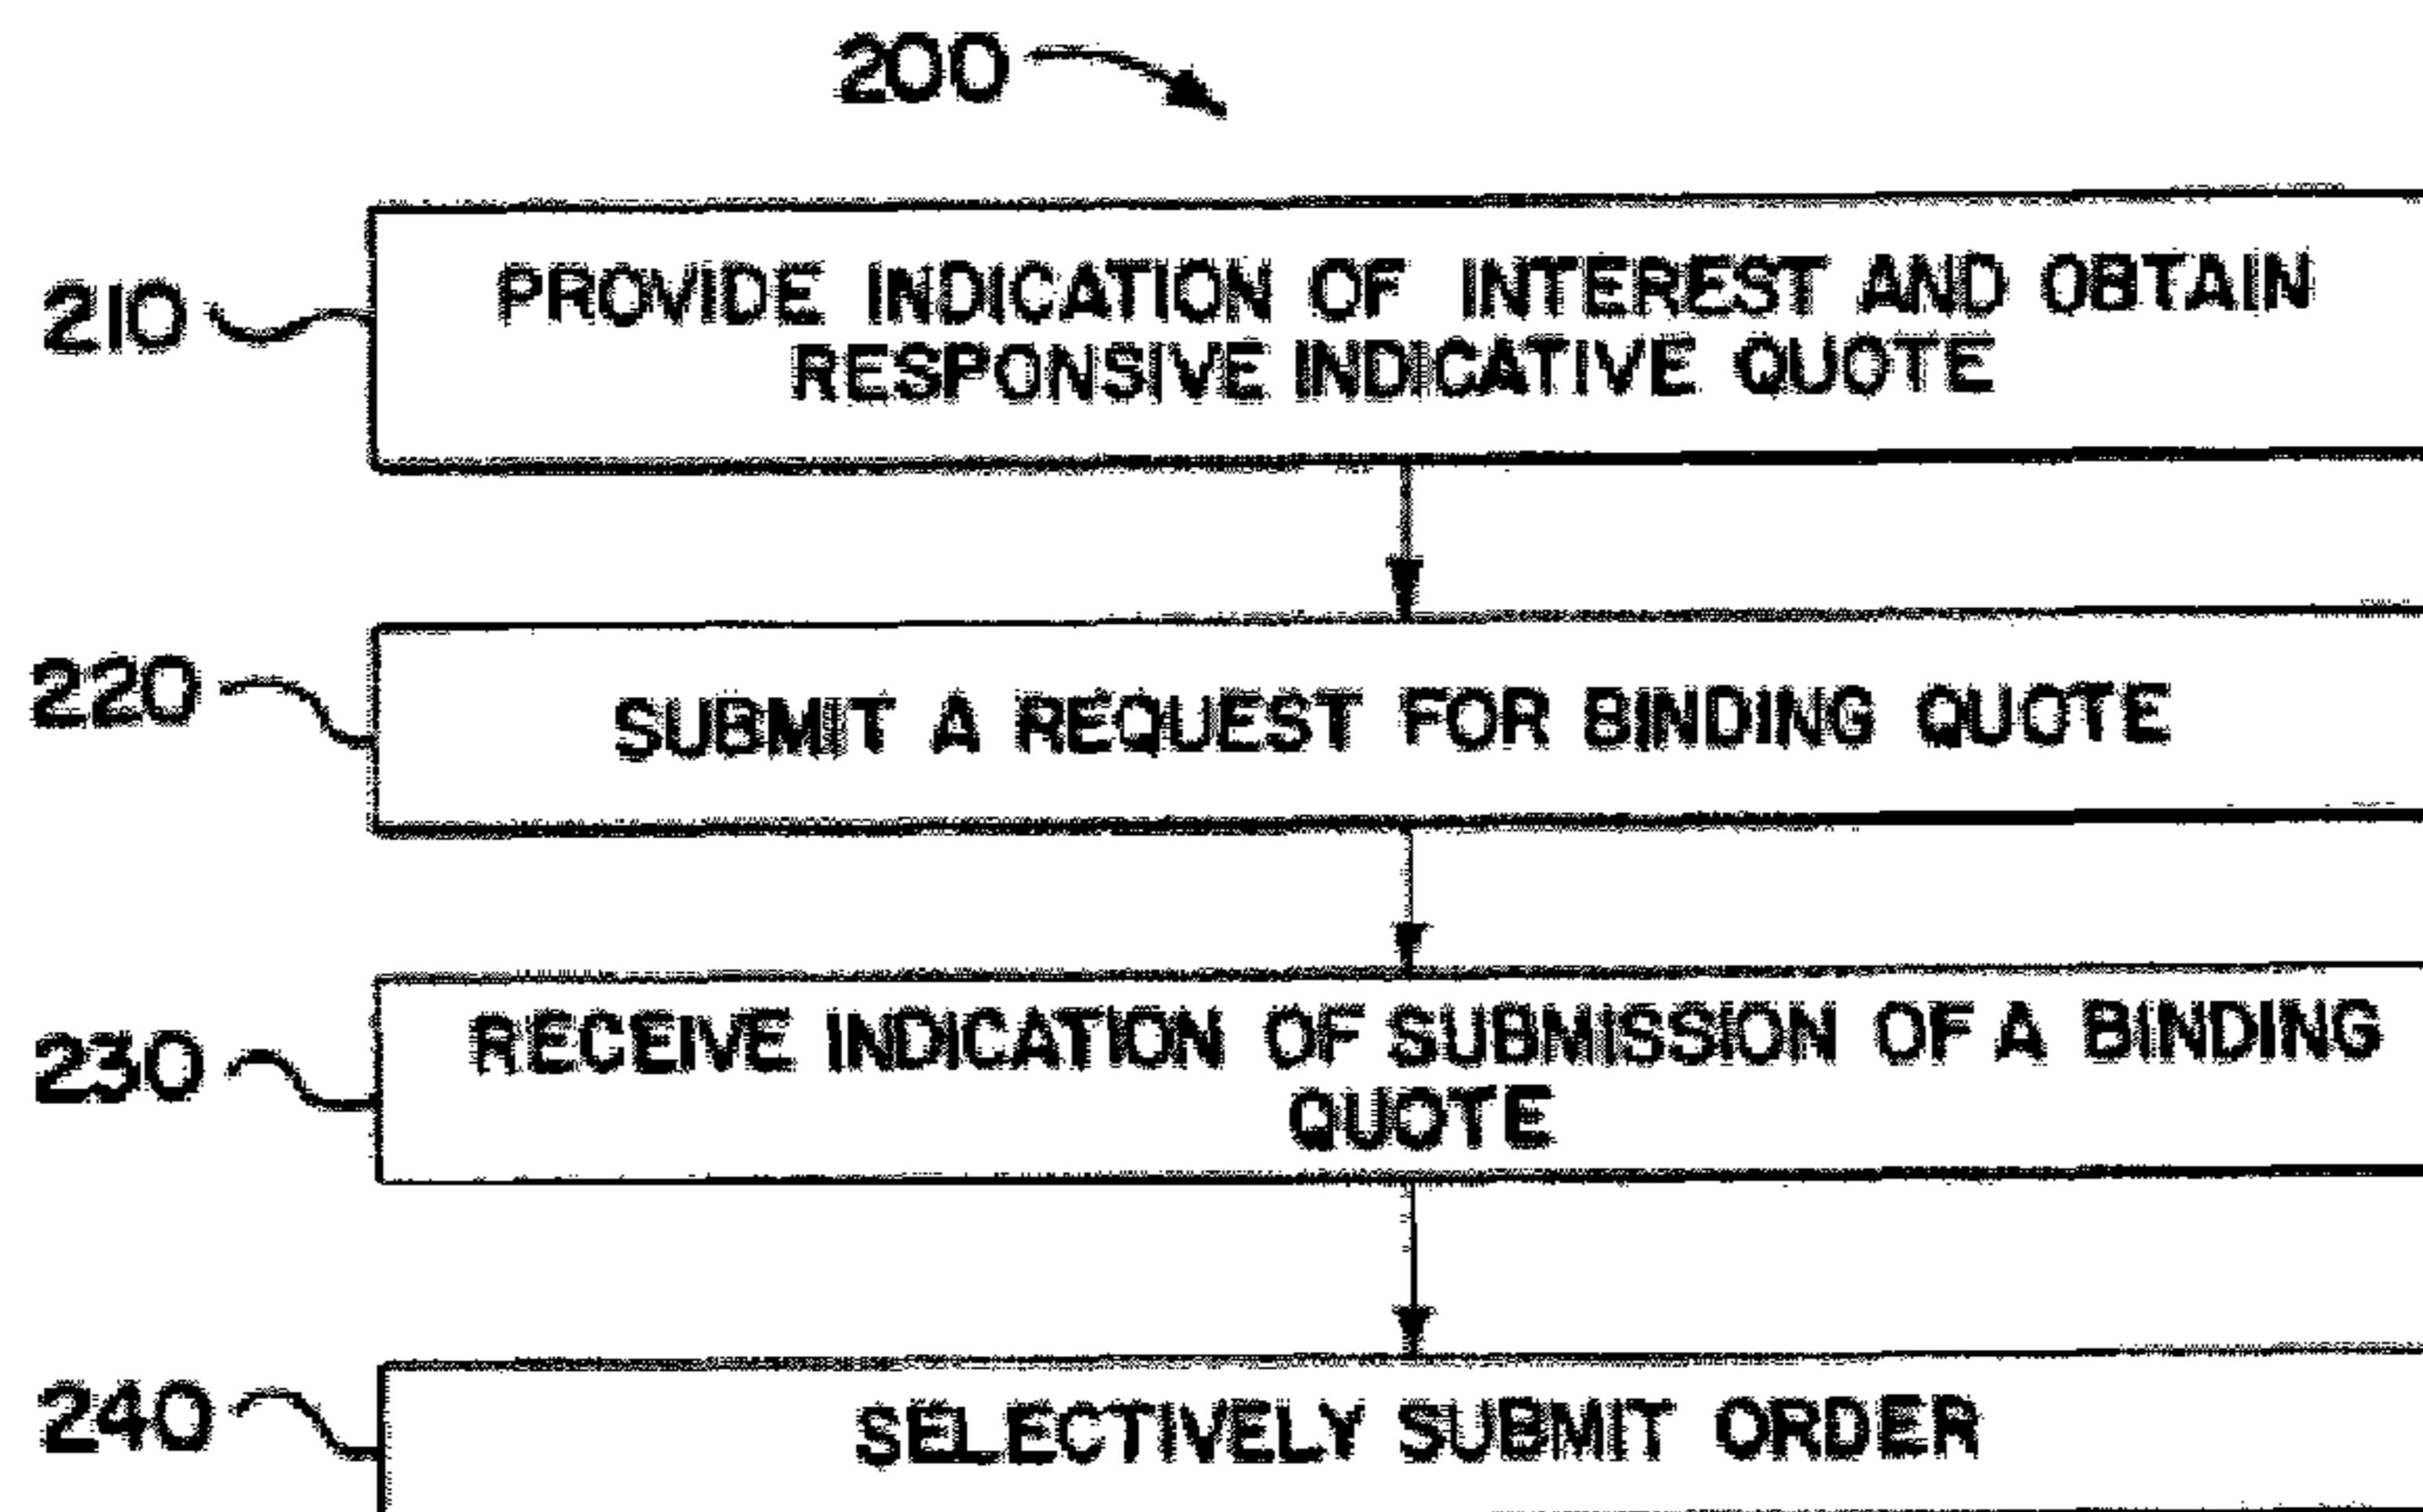 200
210
PROVIDE INDICATION OF INTEREST AND OBTAIN
RESPONSIVE INDICATIVE QUOTE
220
SUBMIT A REQUEST FOR BINDING QUOTE
230
RECEIVE INDICATION OF SUBMISSION OF A BINDING
QUOTE
240
SELECTIVELY SUBMIT ORDER